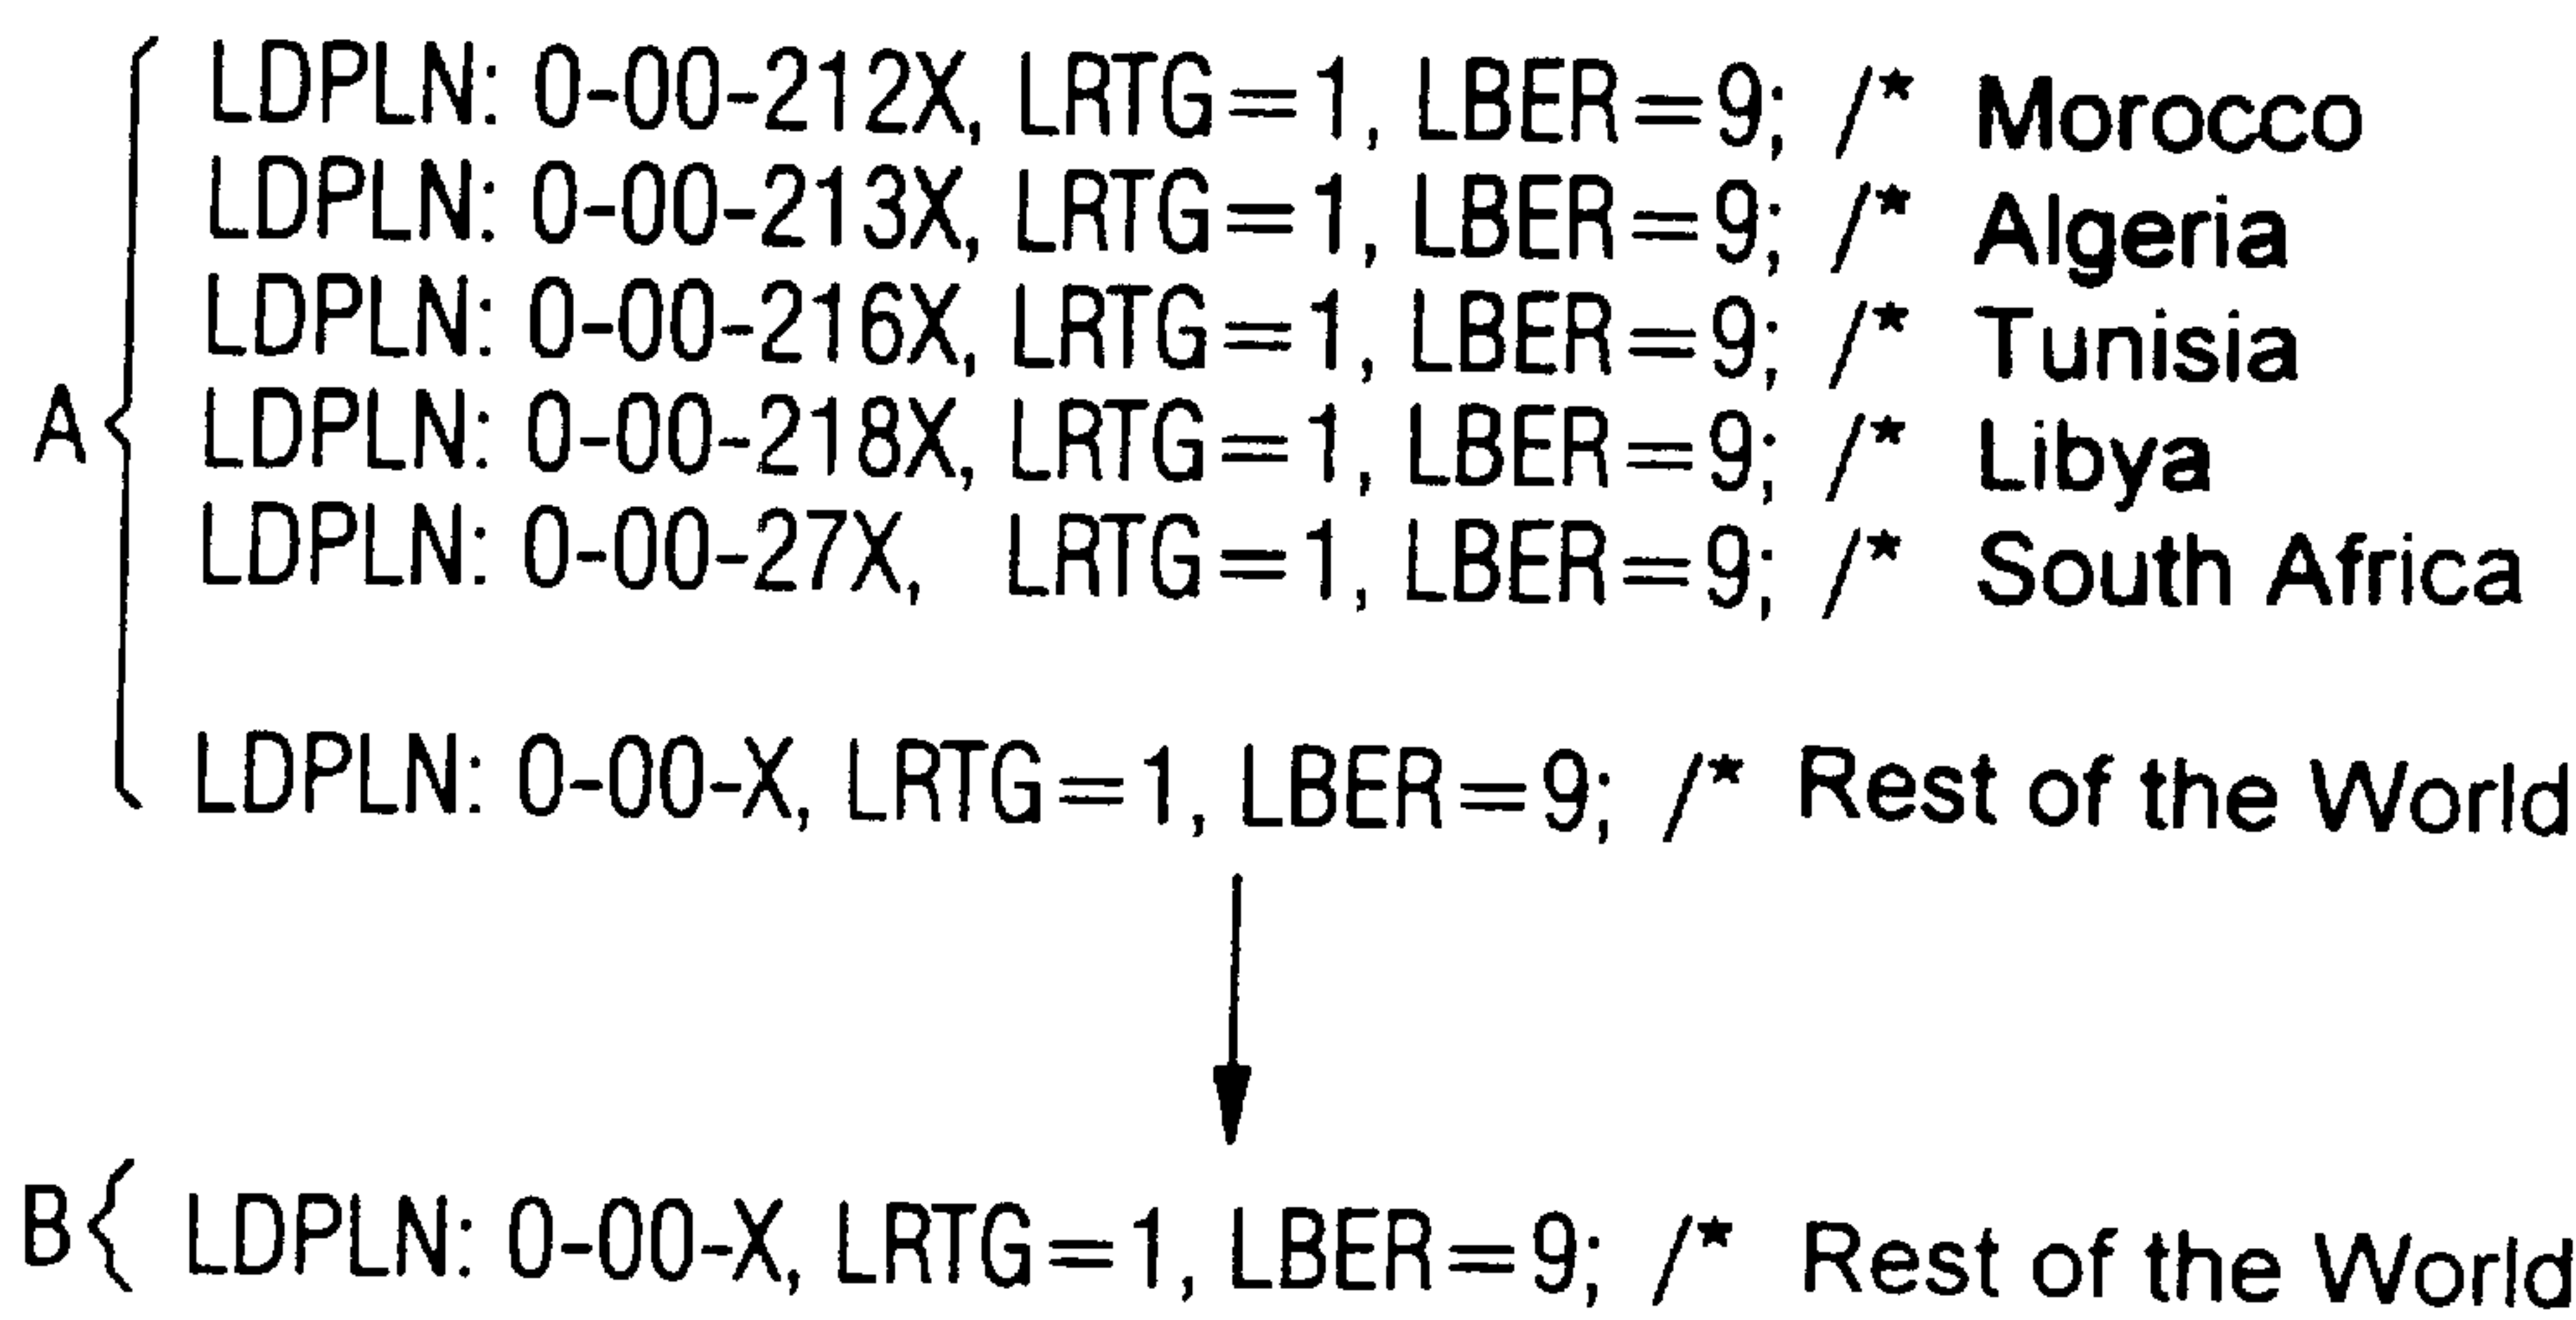 LDPLN: 0-00-212X, LRTG=1, LBER=9; /* Morocco
LDPLN: 0-00-213X, LRTG=1, LBER=9; /* Algeria
LDPLN: 0-00-216X, LRTG=1, LBER=9; /* Tunisia
A { LDPLN: 0-00-218X, LRTG=1, LBER=9; /* Libya
LDPLN: 0-00-27X, LRTG=1, LBER=9; /* South Africa
LDPLN: 0-00-X, LRTG=1, LBER=9; /* Rest of the World
B { LDPLN: 0-00-X, LRTG=1, LBER=9; /* Rest of the World